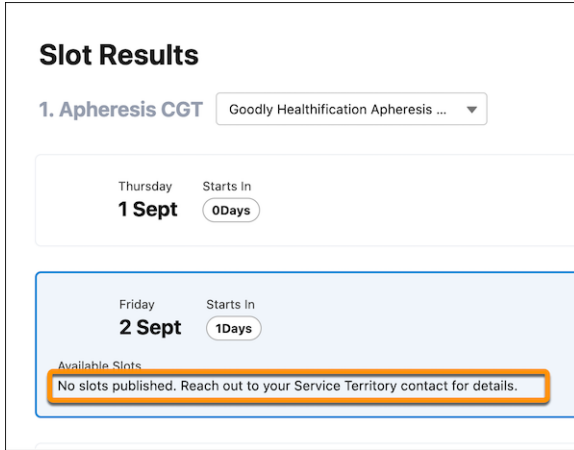 Slot Results
1. Apheresis CGT
Goodly Healthification Apheresis ...
Thursday
Starts In
1 Sept
0Days
Friday
Starts In
2 Sept
1Days
Available Slots
No slots published. Reach out to your Service Territory contact for details.